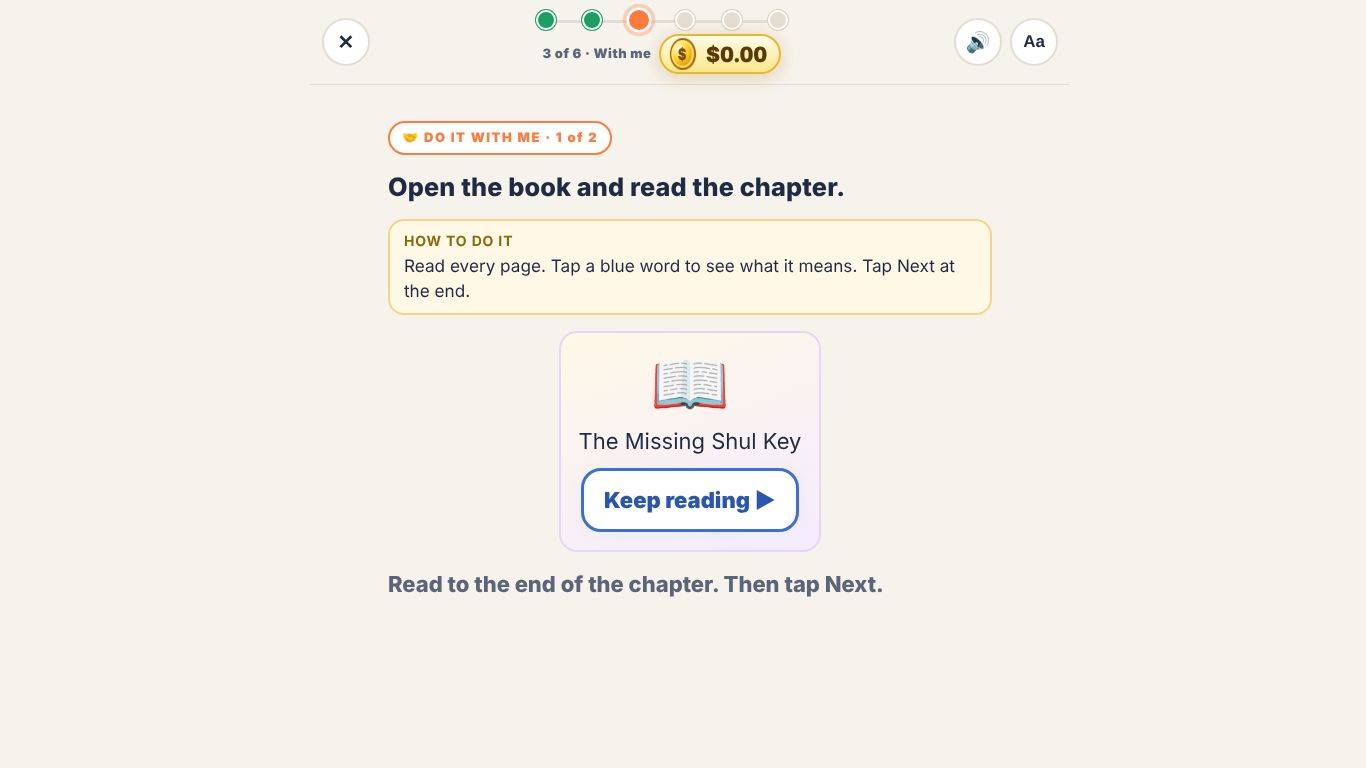 3 of 6 · With me
$ $0.00
Aa
DO IT WITH ME · 1 of 2
Open the book and read the chapter.
HOW TO DO IT
Read every page. Tap a blue word to see what it means. Tap Next at
the end.
The Missing Shul Key
Keep reading ▶
Read to the end of the chapter. Then tap Next.